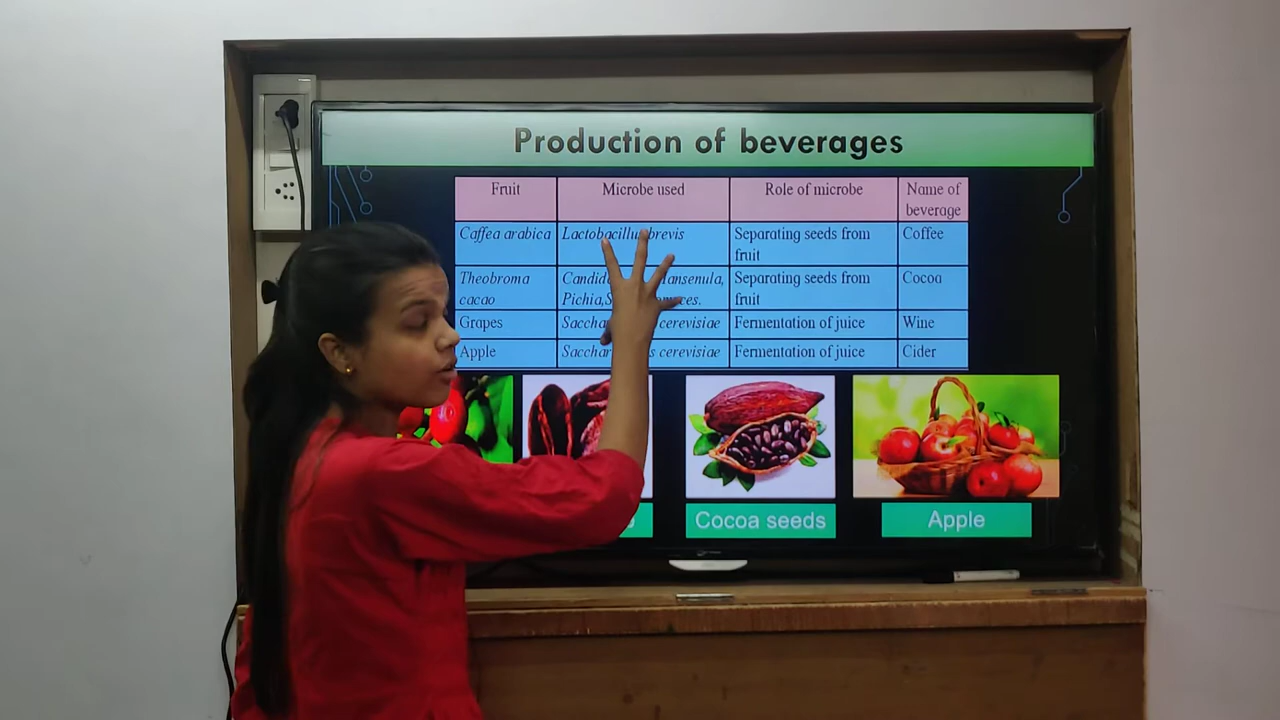 Production of beverages
Fruit Microbe used Role of microbe Name of
beverage
Caffea arabica Lactobacillus brevis Separating seeds from
fruit
Coffee
Theobroma
cacao
Pichia,
Separating seeds from
fruit
Cocoa
Grapes cerevisiae Fermentation of juice Wine
Apple cerevisiae Fermentation of juice Cider
Cocoa seeds
Apple